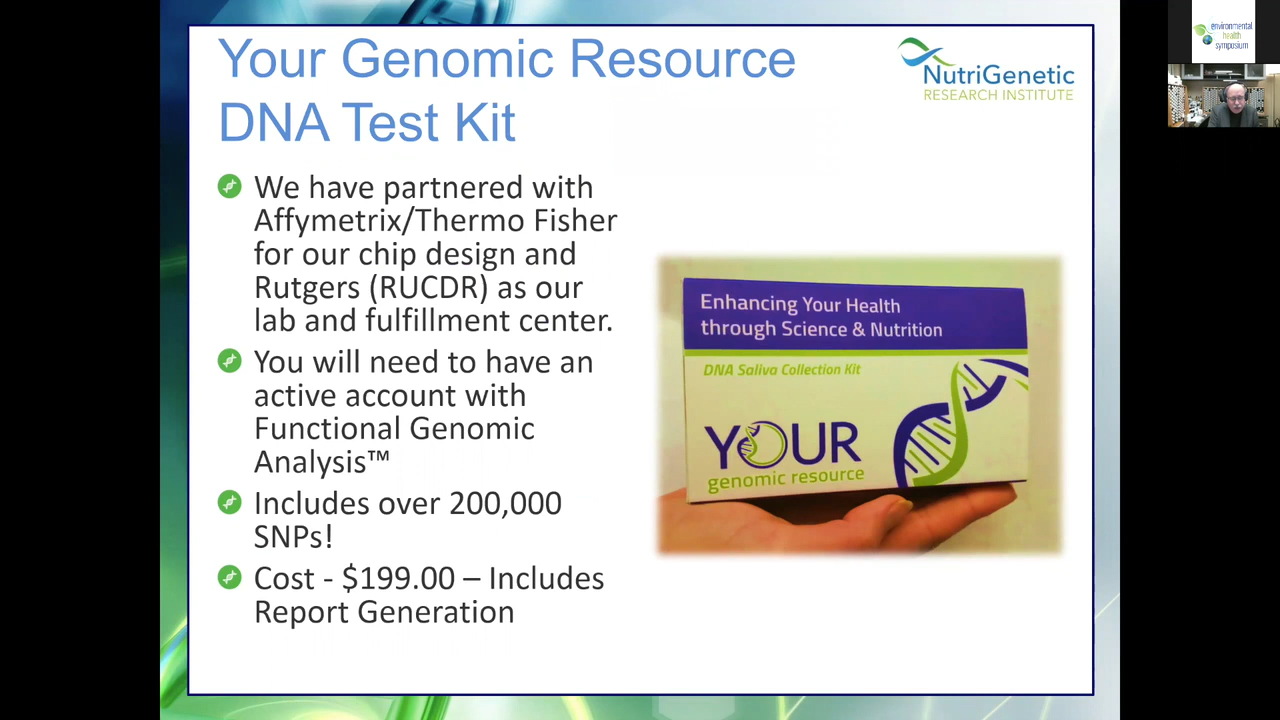 Your Genomic Resource
DNA Test Kit
NutriGenetic
RESEARCH INSTITUTE
We have partnered with
Affymetrix/Thermo Fisher
for our chip design and
Rutgers (RUCDR) as our
lab and fulfillment center.
You will need to have an
active account with
Functional Genomic
Analysis™
Includes over 200,000
SNPs!
Cost - $199.00 – Includes
Report Generation
Enhancing Your Health
through Science & Nutrition
DNA Saliva Collection Kit
YOUR
genomic resource
environmental
health
symposium